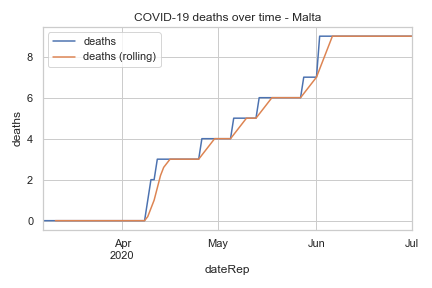 COVID-19 deaths over time - Malta
deaths
deaths (rolling)
deaths
8
6
4
2
0
Apr
2020
May
Jun
Jul
dateRep